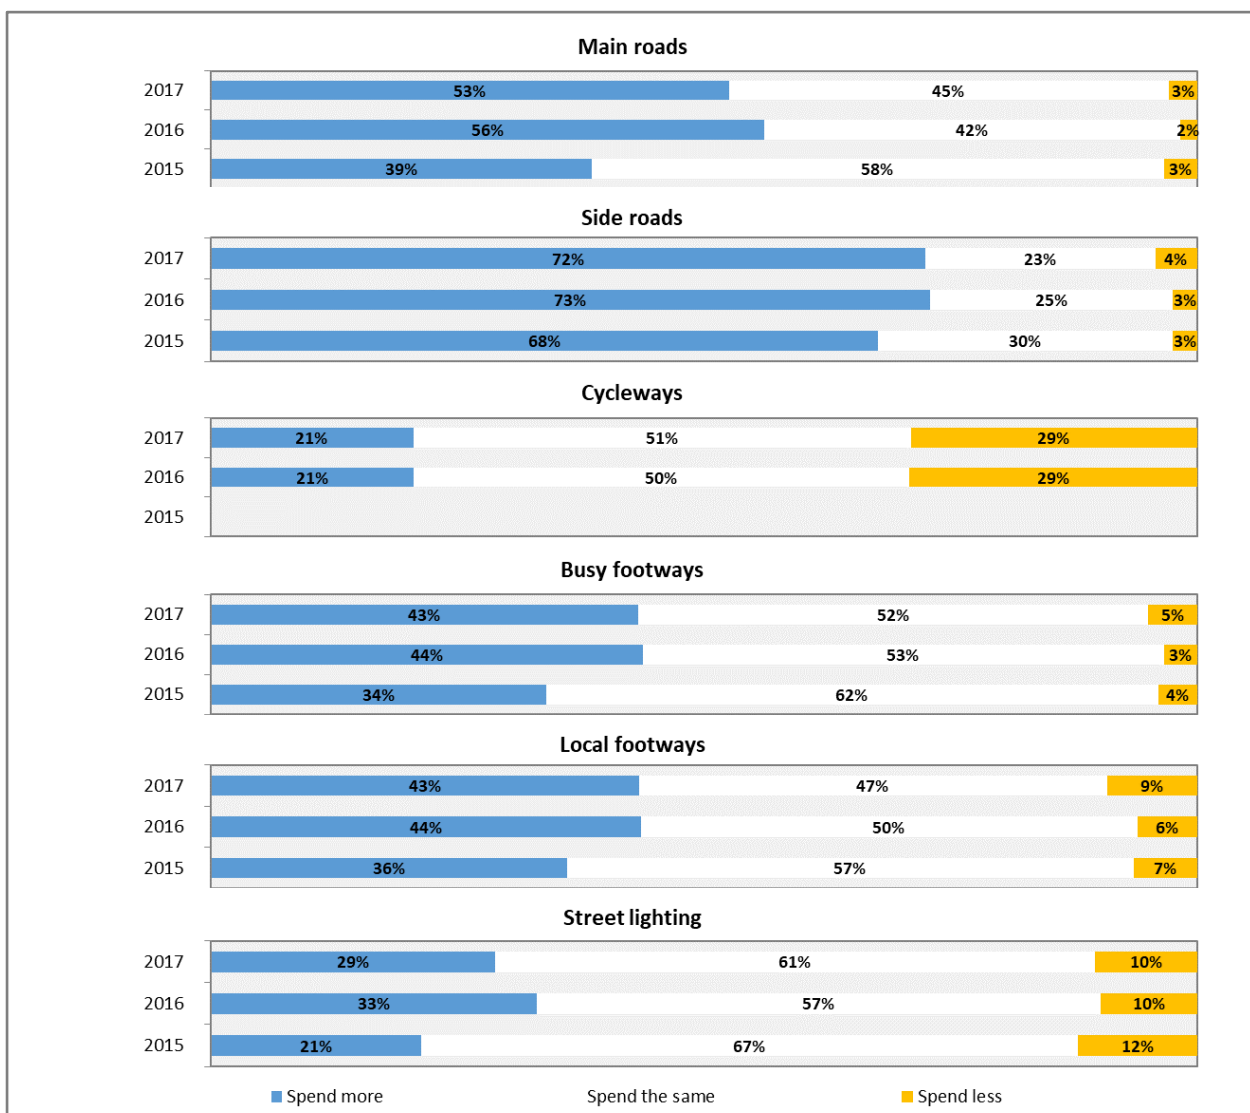 Main roads
2017 53% 45% 3%
2016 56% 42% 2%
2015 39% 58% 3%
Side roads
2017 72% 23% 4%
2016 73% 25% 3%
2015 68% 30% 3%
Cycleways
2017 21% 51% 29%
2016 21% 50% 29%
2015
Busy footways
2017 43% 52% 5%
2016 44% 53% 3%
2015 34% 62% 4%
Local footways
2017 43% 47% 9%
2016 44% 50% 6%
2015 36% 57% 7%
Street lighting
2017 29% 61% 10%
2016 33% 57% 10%
2015 21% 67% 12%
Spend more Spend the same Spend less